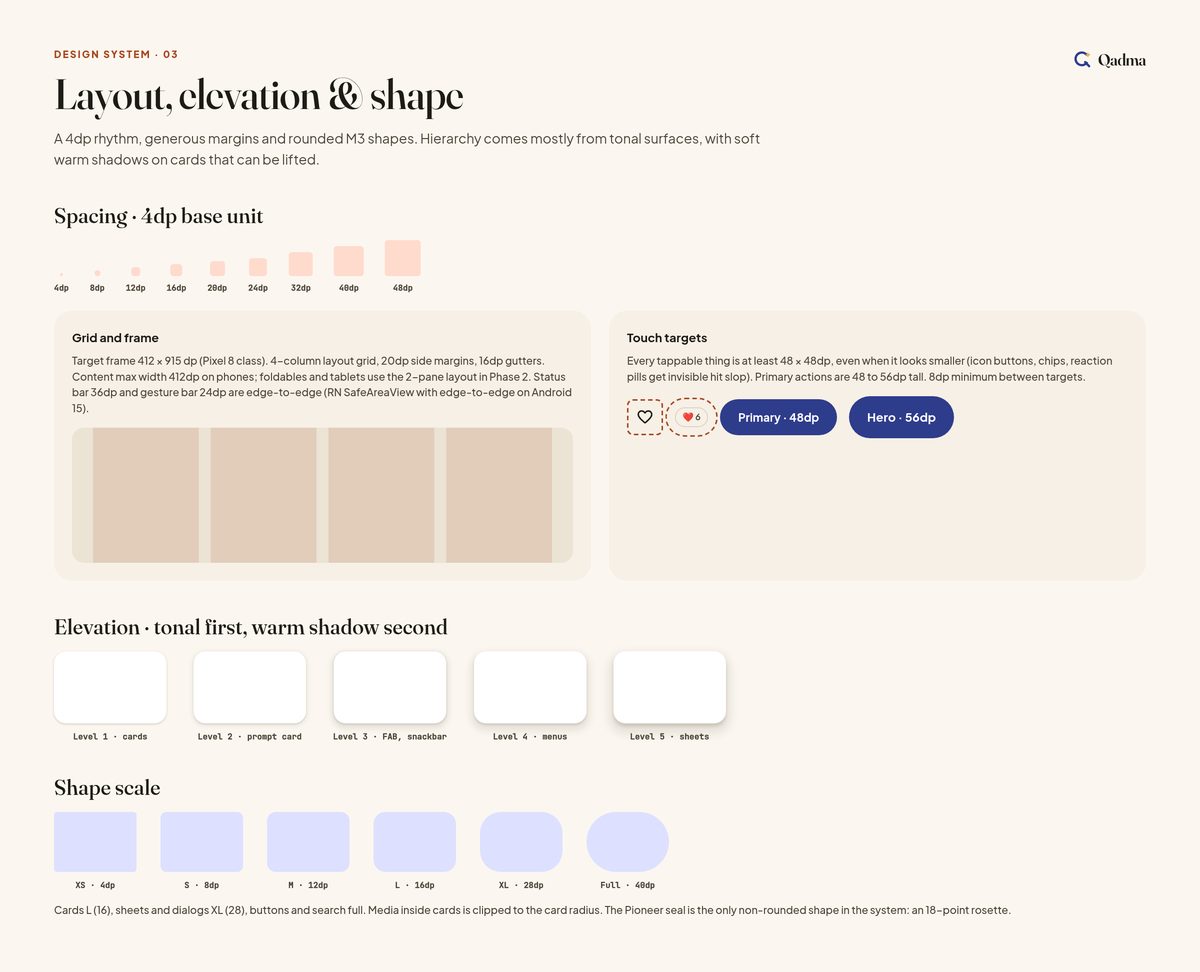 DESIGN SYSTEM · 03
Qadma
Layout, elevation & shape
A 4dp rhythm, generous margins and rounded M3 shapes. Hierarchy comes mostly from tonal surfaces, with soft
warm shadows on cards that can be lifted.
Spacing · 4dp base unit
4dp 8dp 12dp 16dp 20dp 24dp 32dp 40dp 48dp
Grid and frame
Target frame 412 × 915 dp (Pixel 8 class). 4-column layout grid, 20dp side margins, 16dp gutters.
Content max width 412dp on phones; foldables and tablets use the 2-pane layout in Phase 2. Status
bar 36dp and gesture bar 24dp are edge-to-edge (RN SafeAreaView with edge-to-edge on Android
15).
Touch targets
Every tappable thing is at least 48 × 48dp, even when it looks smaller (icon buttons, chips, reaction
pills get invisible hit slop). Primary actions are 48 to 56dp tall. 8dp minimum between targets.
❤️ 6 Primary · 48dp Hero · 56dp
Elevation · tonal first, warm shadow second
Level 1 · cards Level 2 · prompt card Level 3 · FAB, snackbar Level 4 · menus Level 5 · sheets
Shape scale
XS · 4dp S · 8dp M · 12dp L · 16dp XL · 28dp Full · 40dp
Cards L (16), sheets and dialogs XL (28), buttons and search full. Media inside cards is clipped to the card radius. The Pioneer seal is the only non-rounded shape in the system: an 18-point rosette.